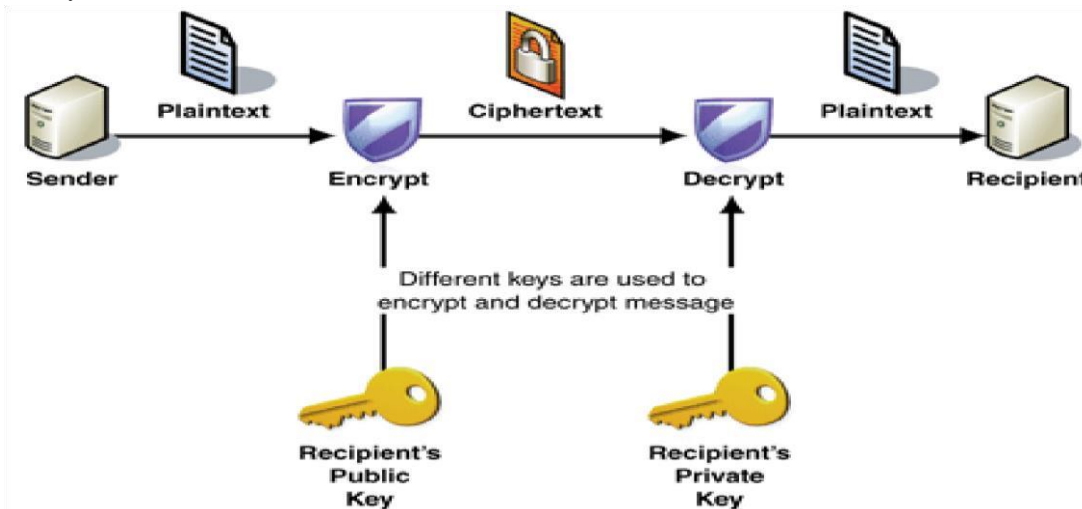 Plaintext
Ciphertext
Plaintext
Sender
Encrypt
Decrypt
Recipient
Different keys are used to
encrypt and decrypt message
Recipient's
Public
Key
Recipient's
Private
Key